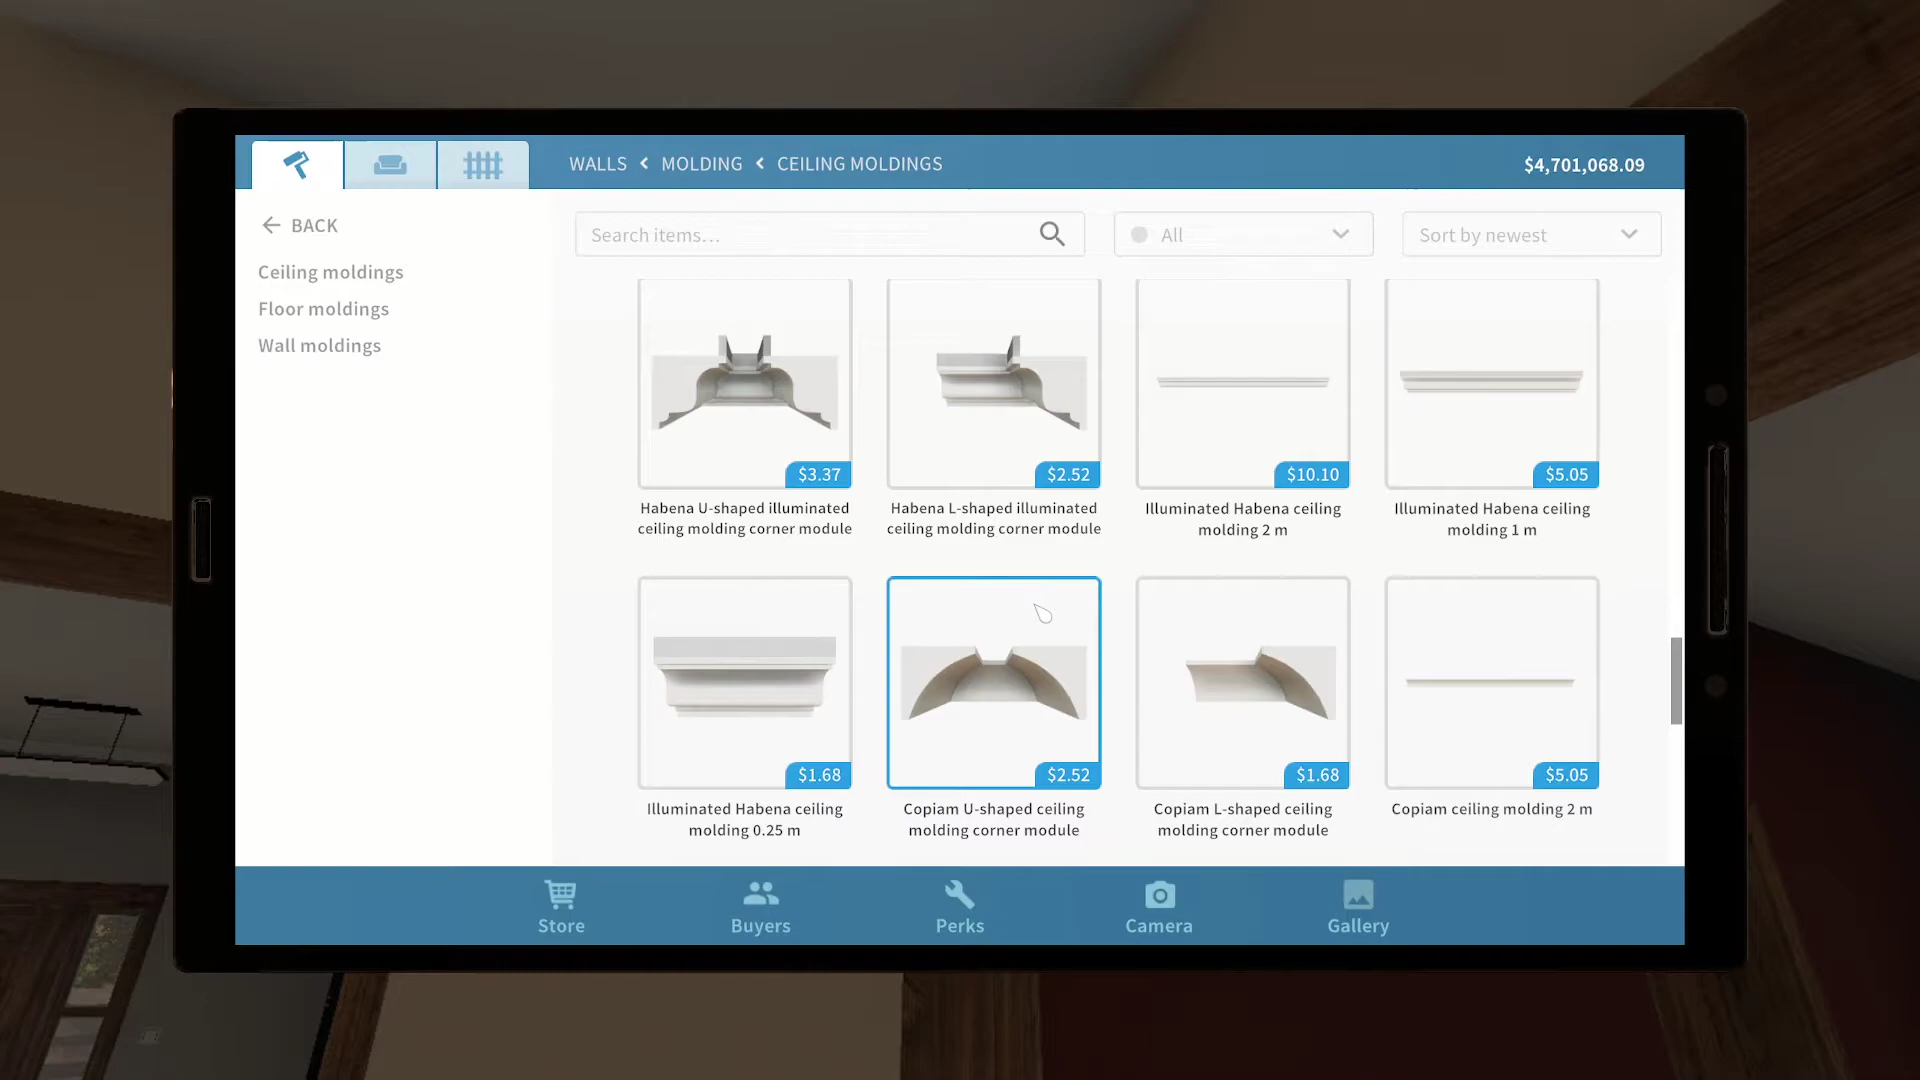 WALLS < MOLDING < CEILING MOLDINGS
$4,701,068.09
BACK
Ceiling moldings
Floor moldings
Wall moldings
Search items...
All
Sort by newest
$3.37
Habena U-shaped illuminated
ceiling molding corner module
$2.52
Habena L-shaped illuminated
ceiling molding corner module
$10.10
Illuminated Habena ceiling
molding 2 m
$5.05
Illuminated Habena ceiling
molding 1 m
$1.68
Illuminated Habena ceiling
molding 0.25 m
$2.52
Copiam U-shaped ceiling
molding corner module
$1.68
Copiam L-shaped ceiling
molding corner module
$5.05
Copiam ceiling molding 2 m
Store
Buyers
Perks
Camera
Gallery